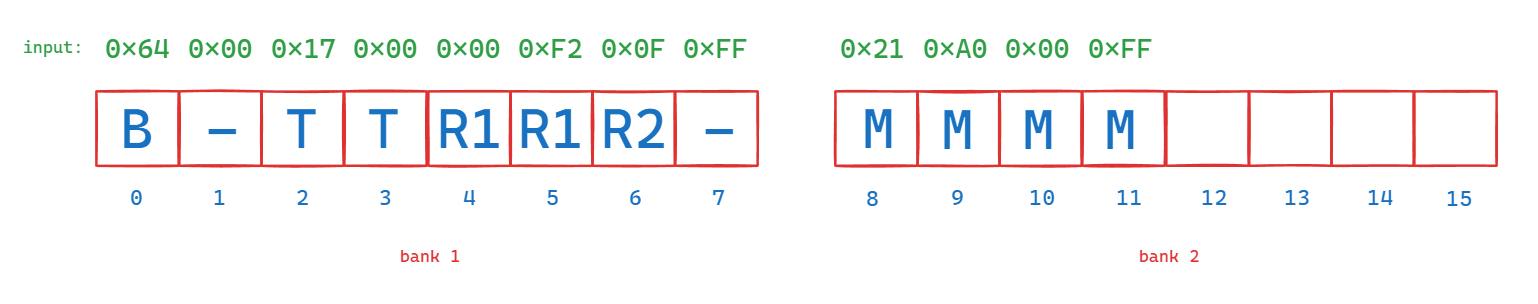 input: 0×64 0×00 0×17 0×00 0×00 0×F2 0×0F 0×FF 0×21 0×A0 0×00 0×FF
B - T T R1 R1 R2 - M M M M
0 1 2 3 4 5 6 7 8 9 10 11 12 13 14 15
bank 1 bank 2